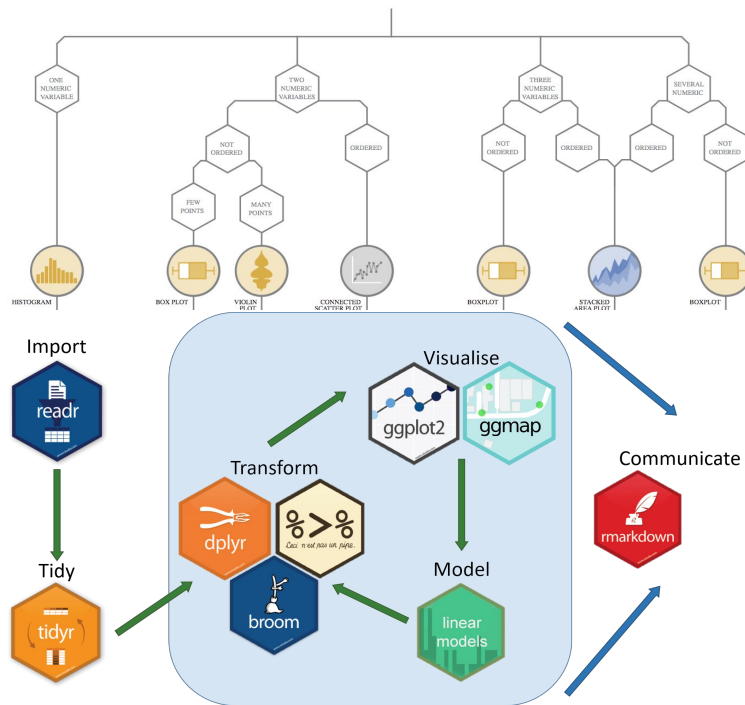 ONE
NUMERIC
VARIABLE
TWO
NUMERIC
VARIABLES
THREE
NUMERIC
VARIABLES
SEVERAL
NUMERIC
NOT
ORDERED
ORDERED
NOT
ORDERED
ORDERED
ORDERED
NOT
ORDERED
FEW
POINTS
MANY
POINTS
HISTOGRAM
BOX PLOT
VIOLIN
PLOT
CONNECTED
SCATTER PLOT
BOXPLOT
STACKED
AREA PLOT
BOXPLOT
Import
readr
Visualise
ggplot2
ggmap
Transform
dplyr
%>%
Ceci n'est pas un pipe.
broom
Communicate
rmarkdown
Tidy
tidyr
Model
linear
models